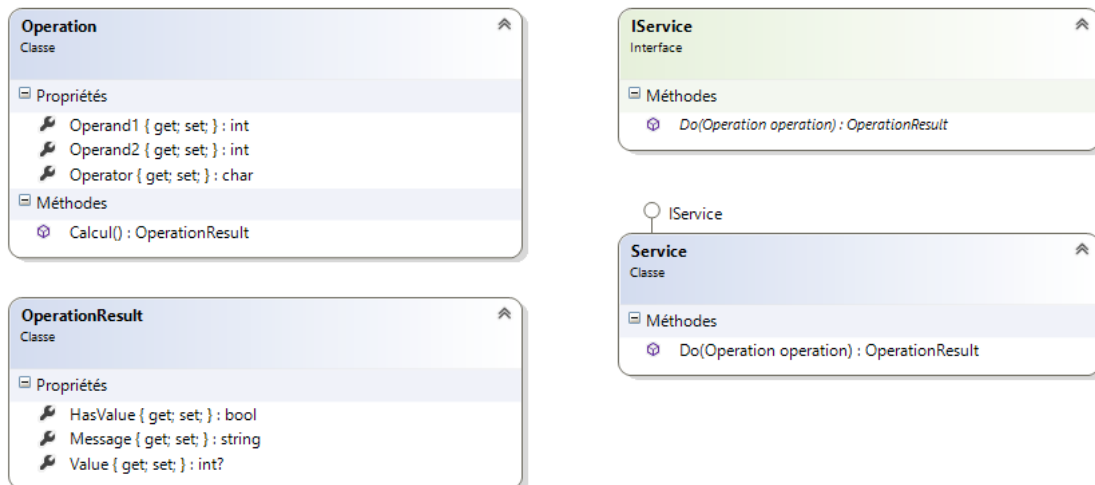 Operation
Classe
Propriétés
Operand1 { get; set; } : int
Operand2 { get; set; } : int
Operator { get; set; } : char
Méthodes
Calcul() : OperationResult
OperationResult
Classe
Propriétés
HasValue { get; set; } : bool
Message { get; set; } : string
Value { get; set; } : int?
IService
Interface
Méthodes
Do(Operation operation) : OperationResult
IService
Service
Classe
Méthodes
Do(Operation operation) : OperationResult